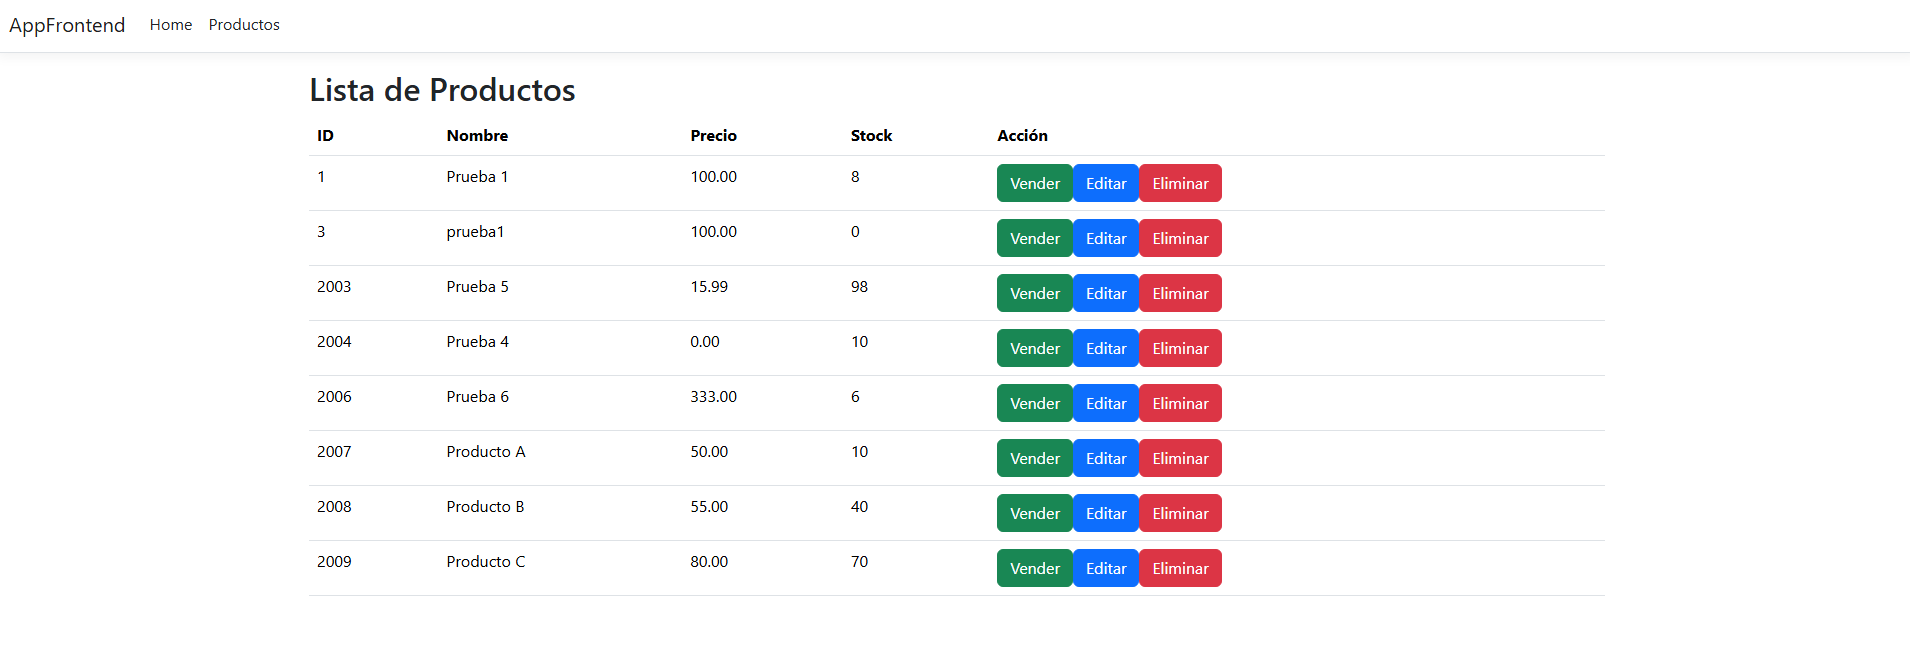 AppFrontend Home Productos
Lista de Productos
ID Nombre Precio Stock Acción
1 Prueba 1 100.00 8 Vender Editar Eliminar
3 prueba1 100.00 0 Vender Editar Eliminar
2003 Prueba 5 15.99 98 Vender Editar Eliminar
2004 Prueba 4 0.00 10 Vender Editar Eliminar
2006 Prueba 6 333.00 6 Vender Editar Eliminar
2007 Producto A 50.00 10 Vender Editar Eliminar
2008 Producto B 55.00 40 Vender Editar Eliminar
2009 Producto C 80.00 70 Vender Editar Eliminar